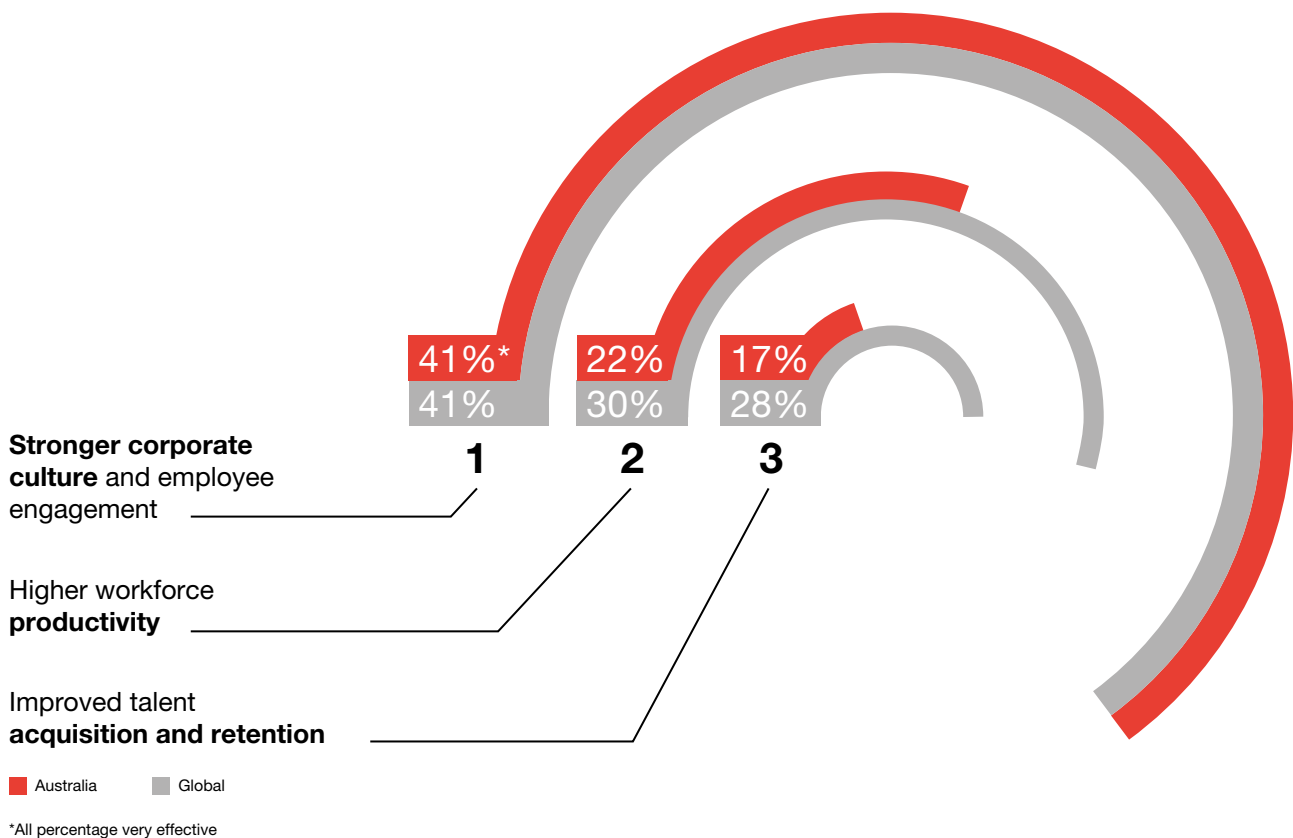 41%*
41%
22%
30%
17%
28%
1
2
3
Stronger corporate
culture and employee
engagement
Higher workforce
productivity
Improved talent
acquisition and retention
Australia
Global
*All percentage very effective